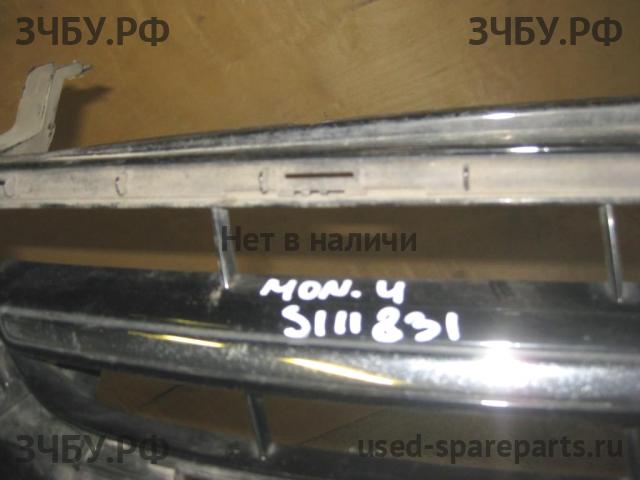 ЗЧБУ.РФ ЗЧБУ.РФ
Нет в наличи
MON. 4
S111831
ЗЧБУ.РФ used-spareparts.ru